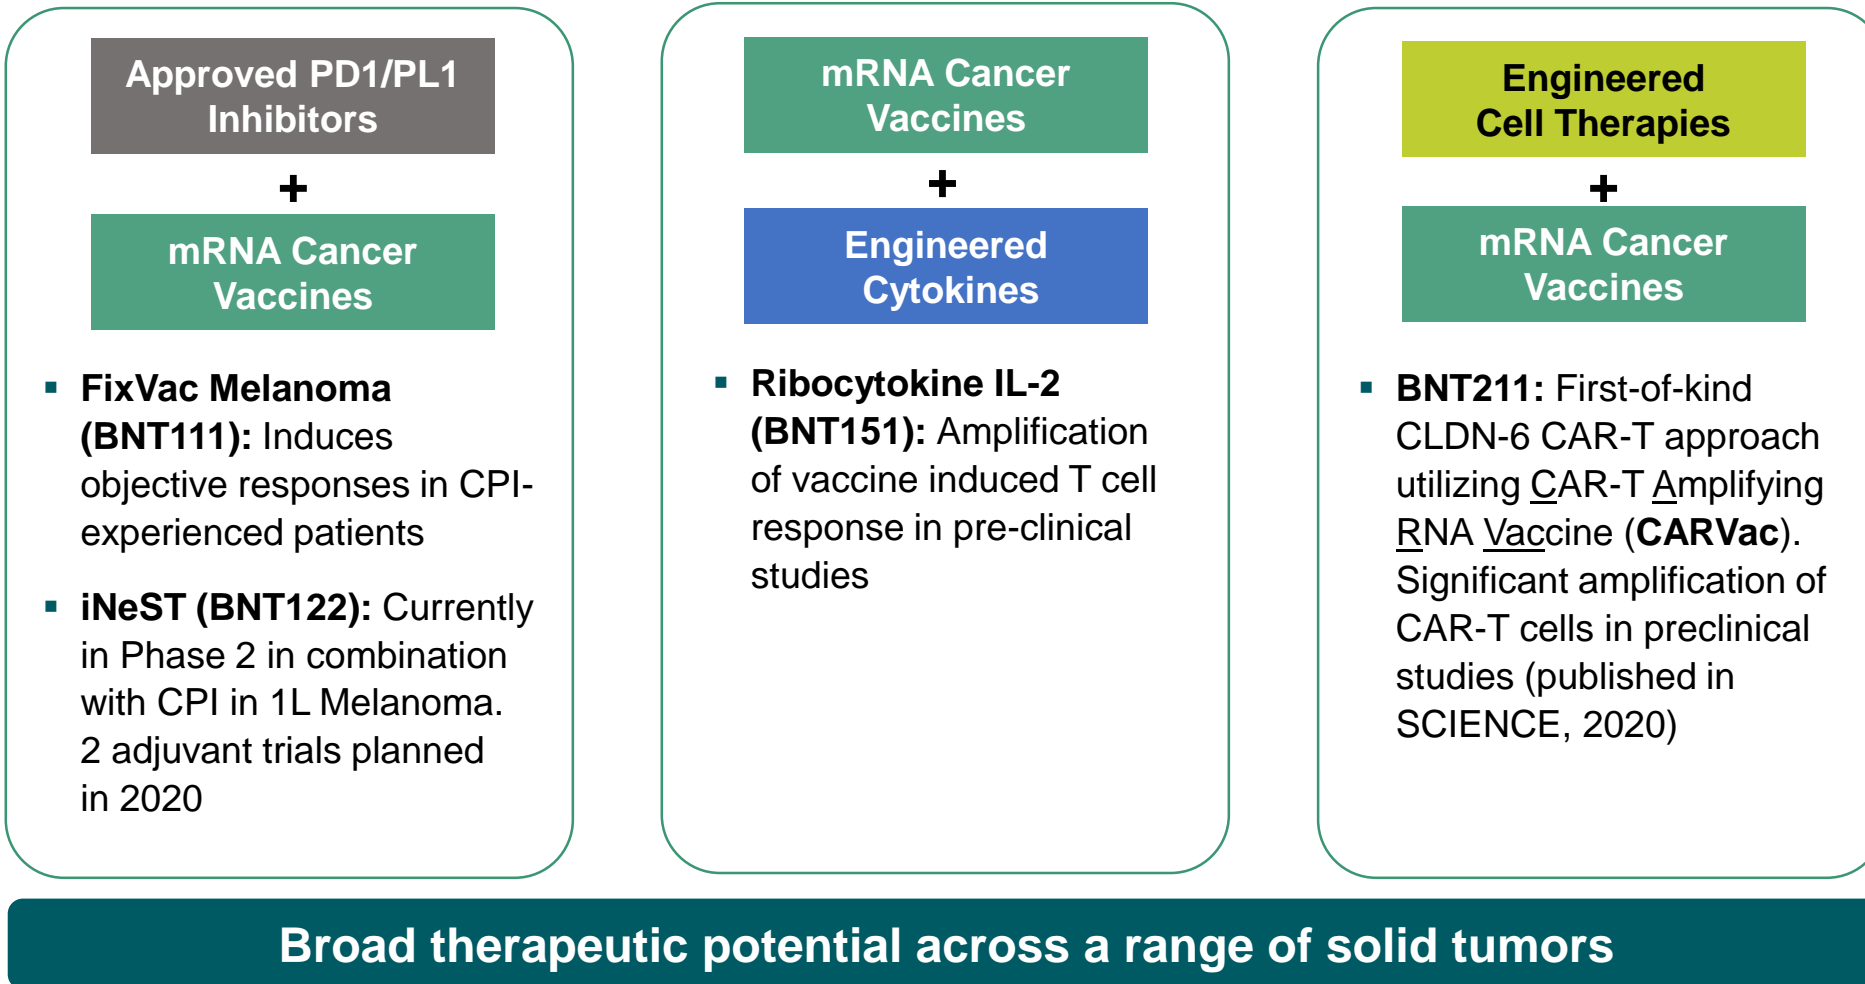 Approved PD1/PL1
Inhibitors
+
mRNA Cancer
Vaccines
▪ FixVac Melanoma
(BNT111): Induces
objective responses in CPI-
experienced patients
▪ iNeST (BNT122): Currently
in Phase 2 in combination
with CPI in 1L Melanoma.
2 adjuvant trials planned
in 2020
mRNA Cancer
Vaccines
+
Engineered
Cytokines
▪ Ribocytokine IL-2
(BNT151): Amplification
of vaccine induced T cell
response in pre-clinical
studies
Engineered
Cell Therapies
+
mRNA Cancer
Vaccines
▪ BNT211: First-of-kind
CLDN-6 CAR-T approach
utilizing CAR-T Amplifying
RNA Vaccine (CARVac).
Significant amplification of
CAR-T cells in preclinical
studies (published in
SCIENCE, 2020)
Broad therapeutic potential across a range of solid tumors